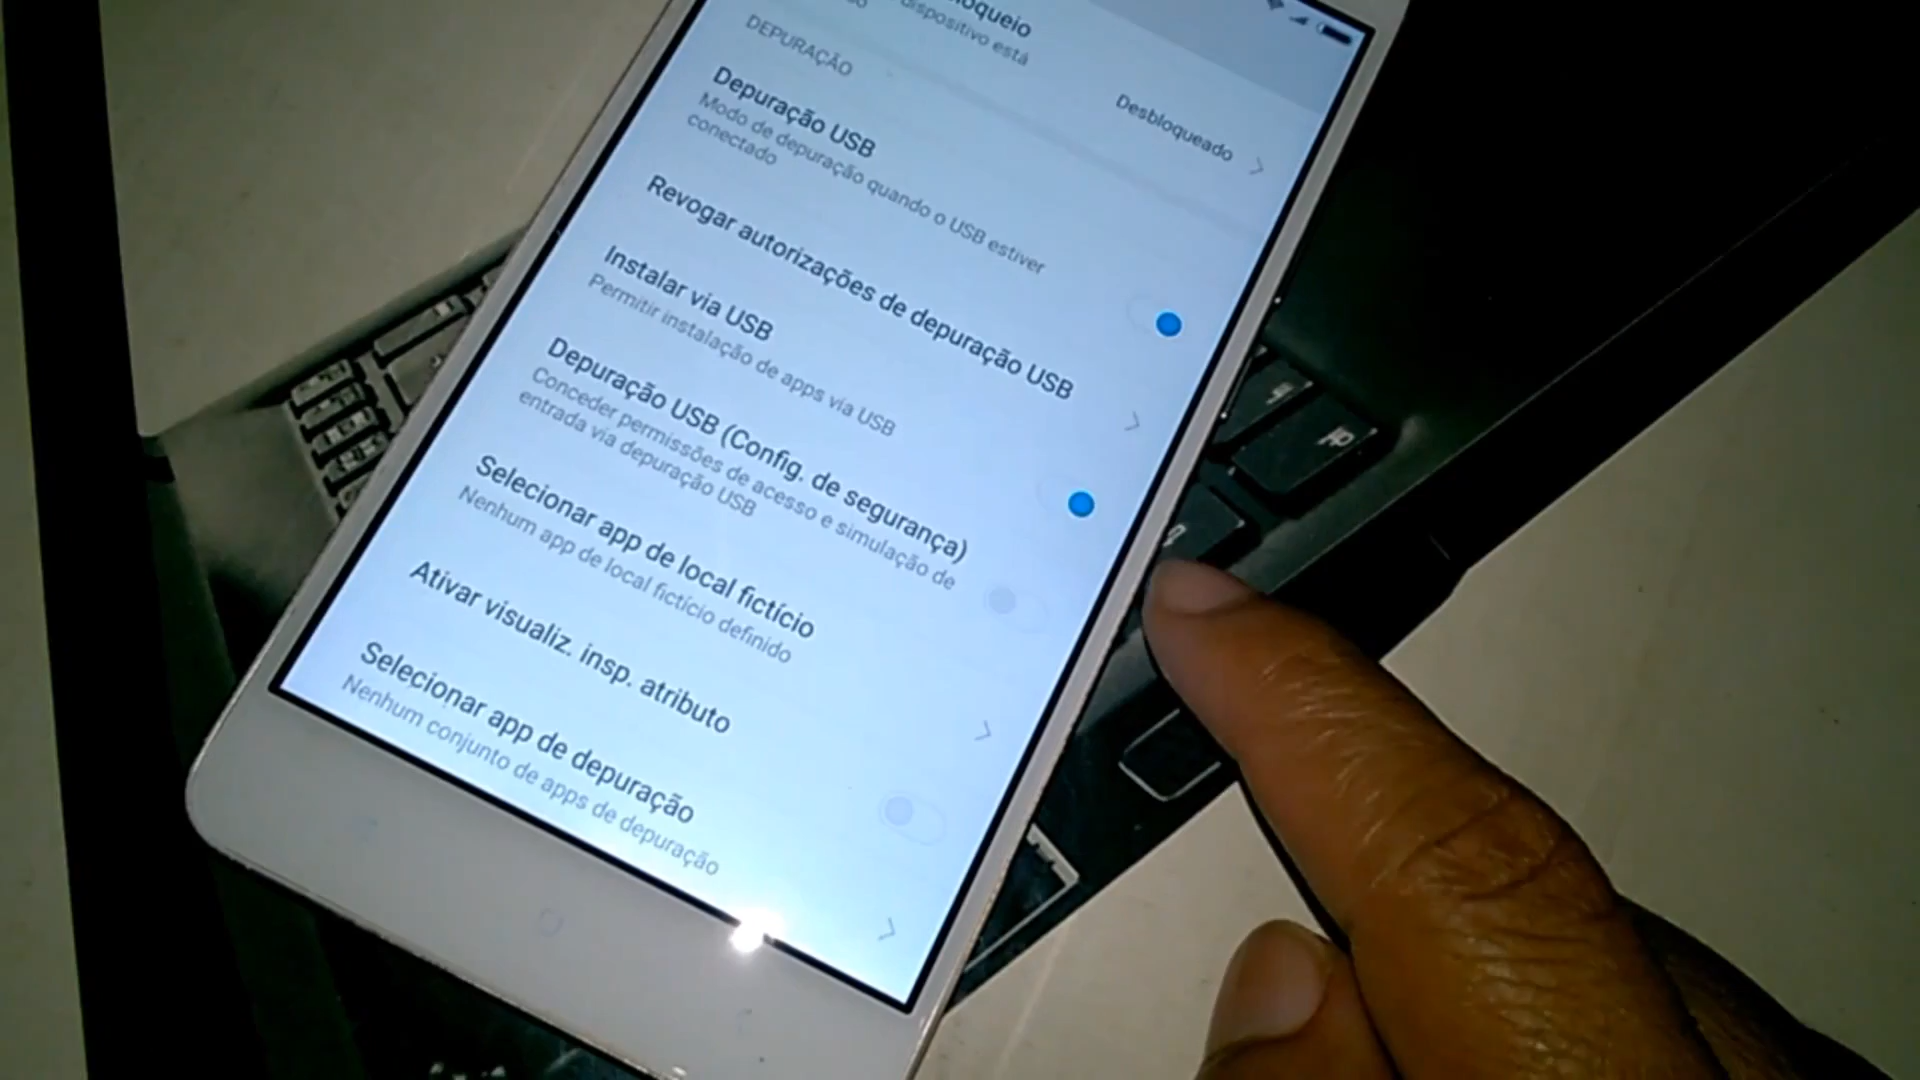 dispositivo está
Desbloqueado
DEPURAÇÃO
Depuração USB
Modo de depuração quando o USB estiver
conectado
Revogar autorizações de depuração USB
Instalar via USB
Permitir instalação de apps via USB
Depuração USB (Config. de segurança)
Conceder permissões de acesso e simulação de
entrada via depuração USB
Selecionar app de local fictício
Nenhum app de local fictício definido
Ativar visualiz. insp. atributo
Selecionar app de depuração
Nenhum conjunto de apps de depuração